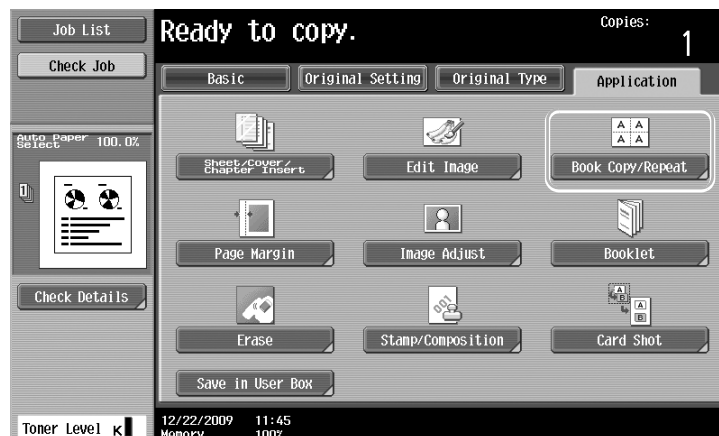 Job List
Check Job
Ready to copy.
Copies:
1
Basic
Original Setting
Original Type
Application
Auto Paper
Select
100.0%
1
Sheet/Cover/
Chapter Insert
Edit Image
A A
A A
Book Copy/Repeat
Page Margin
Image Adjust
Booklet
Check Details
001
A
B
A
B
Erase
Stamp/Composition
Card Shot
Save in User Box
Toner Level K
12/22/2009 11:45
Memory 100%